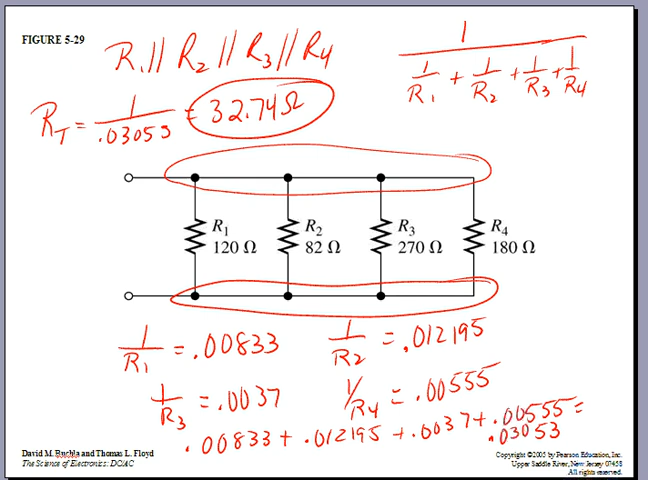 FIGURE 5-29
R1 // R2 // R3 // R4
1 / (1/R1 + 1/R2 + 1/R3 + 1/R4)
RT = 1/.03053 = 32.74Ω
R1 R2 R3 R4
120 Ω 82 Ω 270 Ω 180 Ω
1/R1 = .00833 1/R2 = .012195
1/R3 = .0037 1/R4 = .00555
.00833 + .012195 + .0037 + .00555 =
.03053
David M. Buchla and Thomas L. Floyd
The Science of Electronics: DC/AC
Copyright ©2005 by Pearson Education, Inc.
Upper Saddle River, New Jersey 07458
All rights reserved.